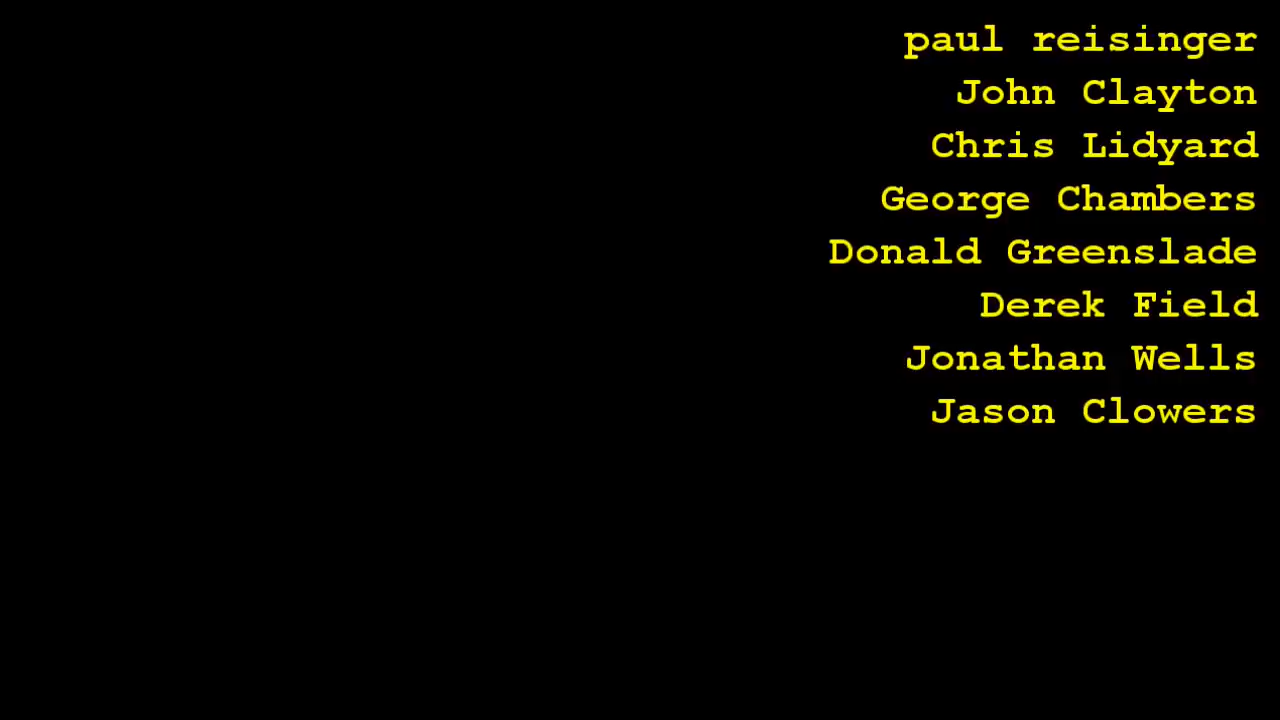 paul reisinger
John Clayton
Chris Lidyard
George Chambers
Donald Greenslade
Derek Field
Jonathan Wells
Jason Clowers